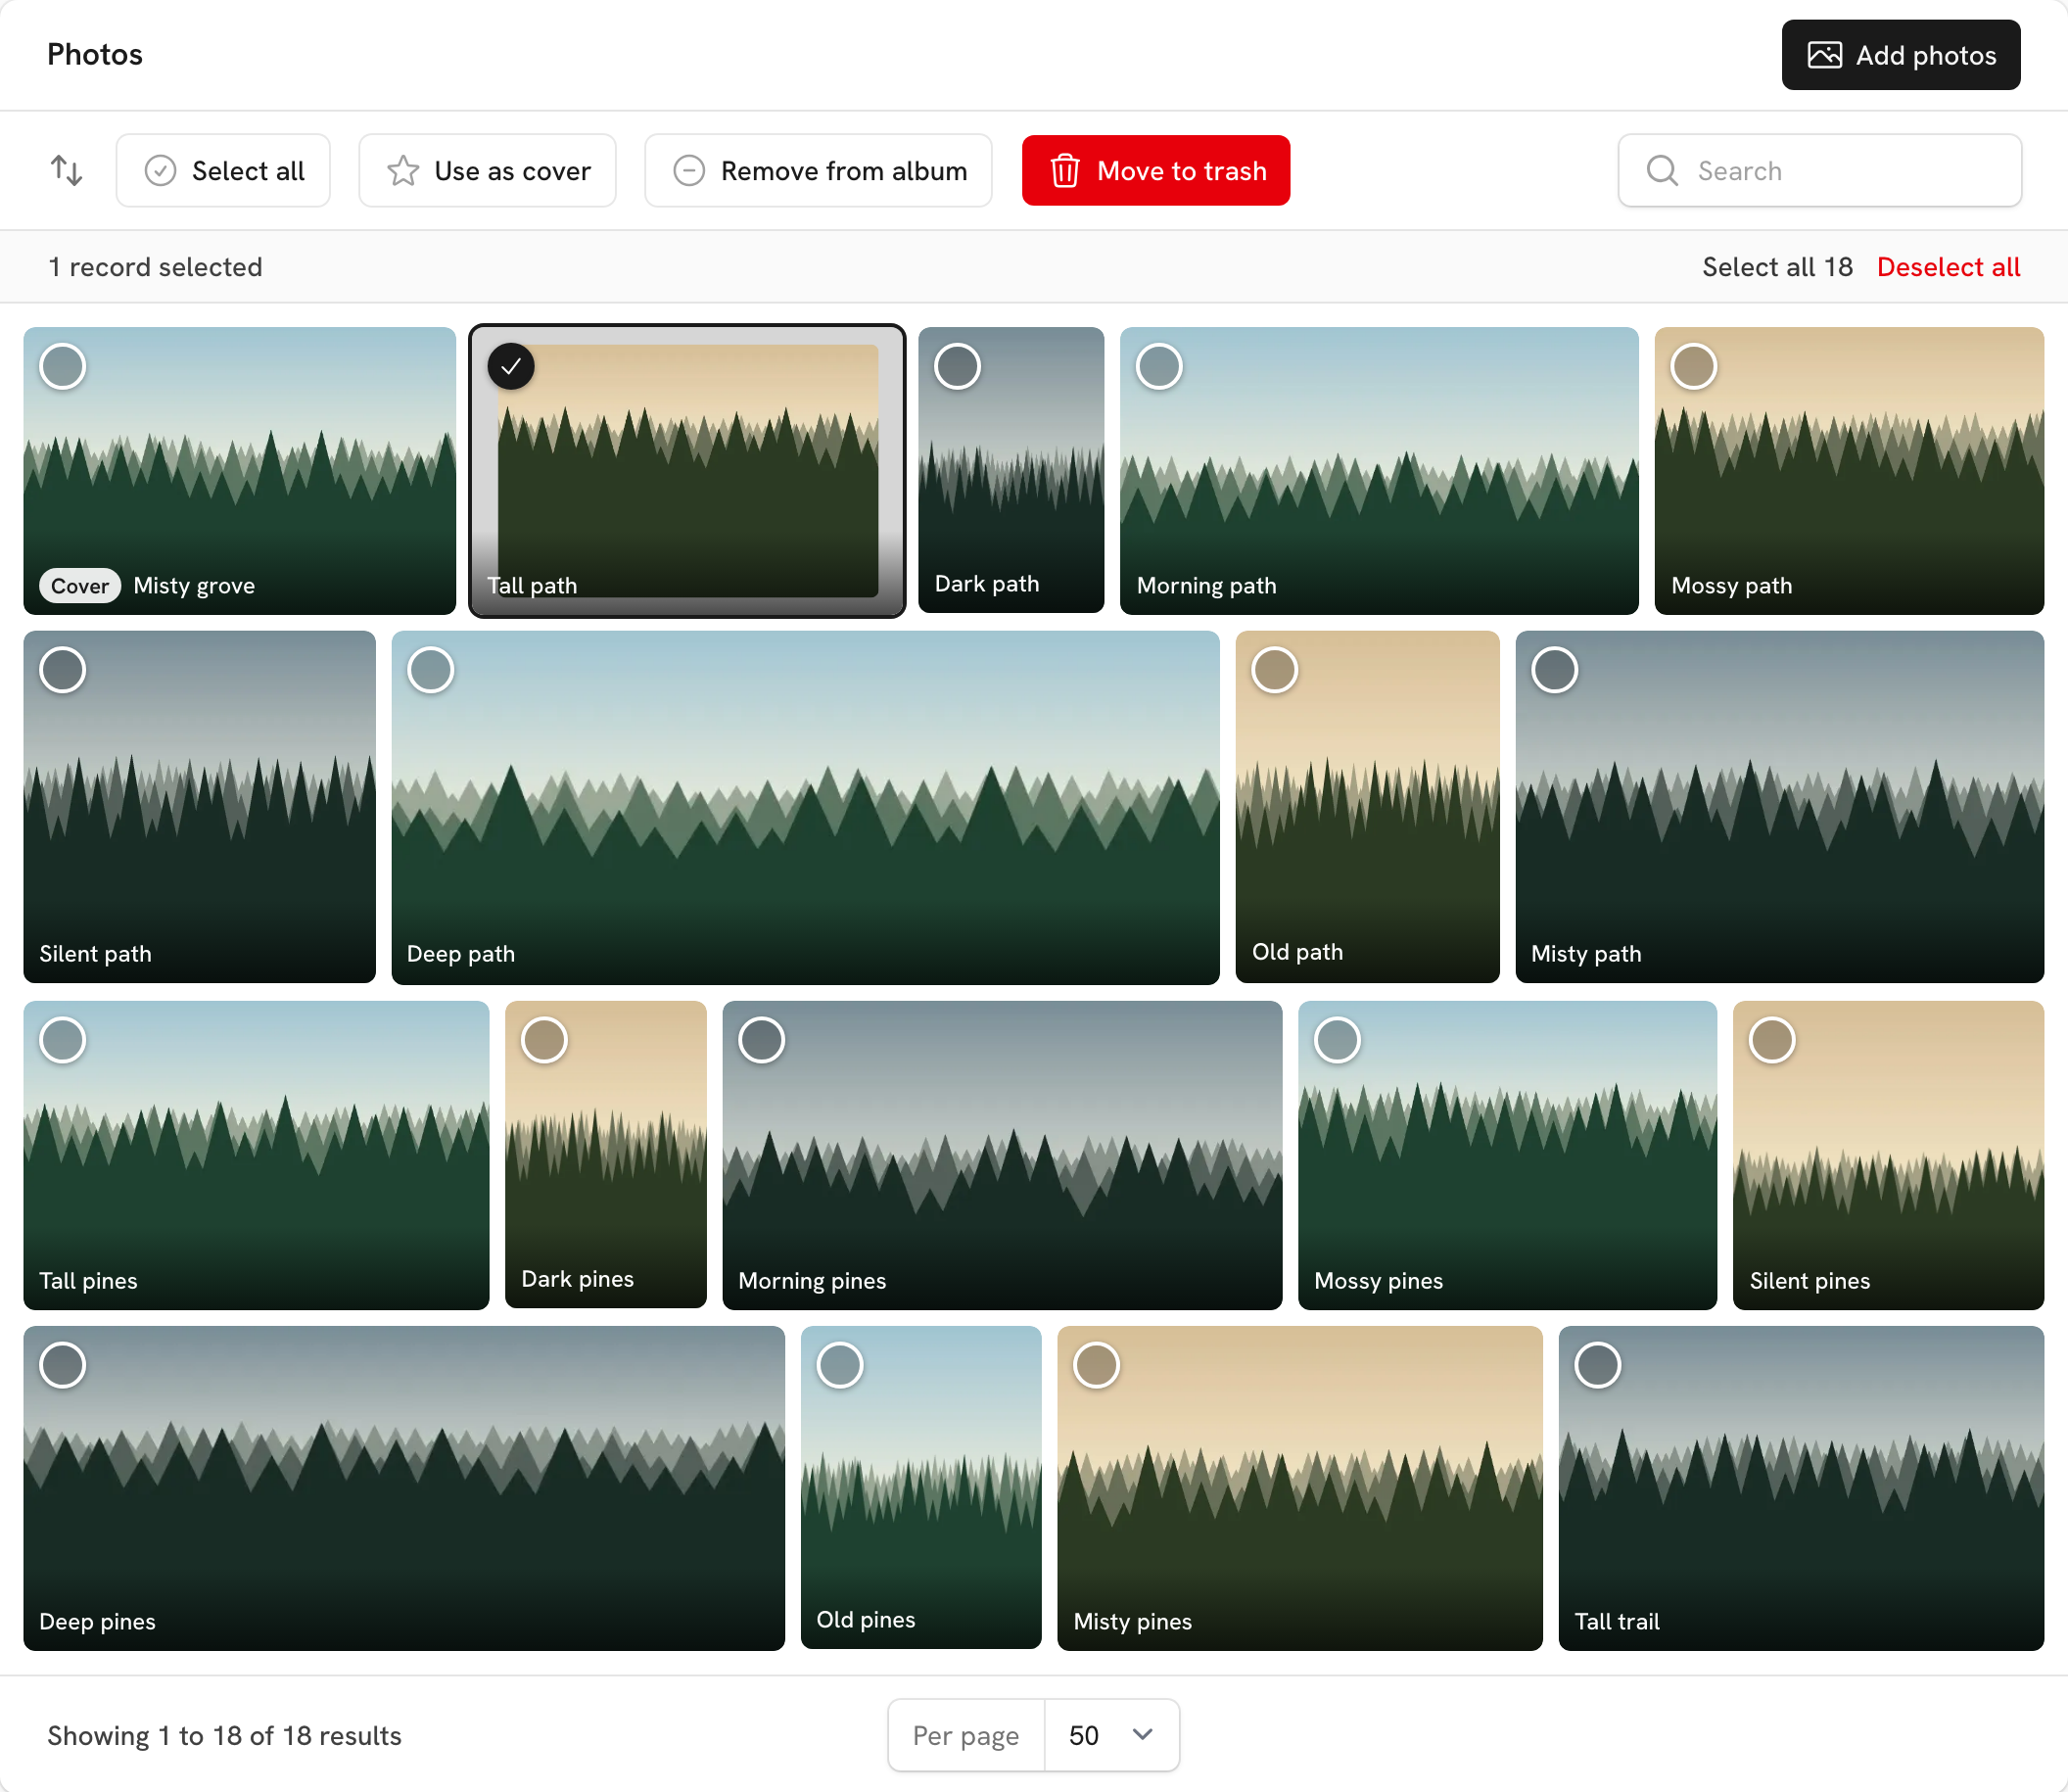 Photos
Add photos
Select all
Use as cover
Remove from album
Move to trash
Search
1 record selected
Select all 18
Deselect all
Cover
Misty grove
Tall path
Dark path
Morning path
Mossy path
Silent path
Deep path
Old path
Misty path
Tall pines
Dark pines
Morning pines
Mossy pines
Silent pines
Deep pines
Old pines
Misty pines
Tall trail
Showing 1 to 18 of 18 results
Per page
50